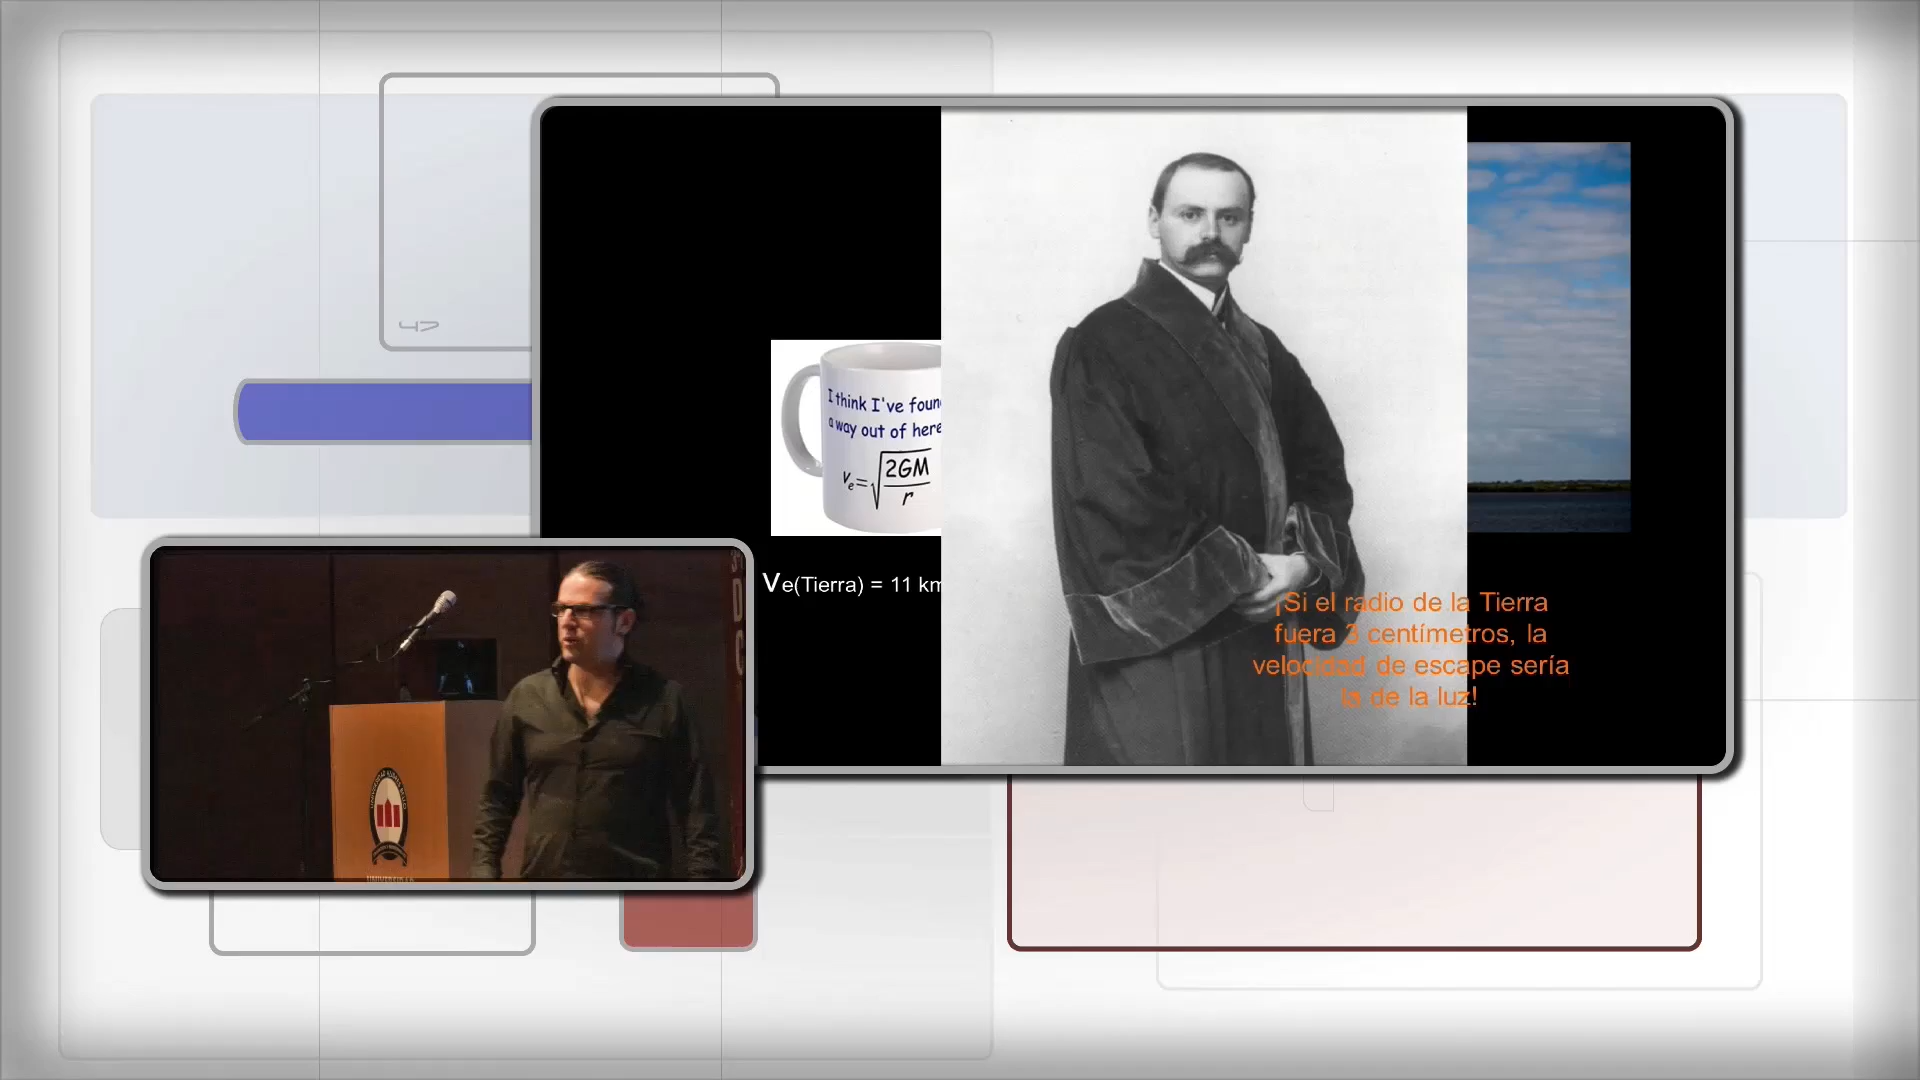 I think I've foun
a way out of here
ve=√2GM/r
Ve(Tierra) = 11 km
¡Si el radio de la Tierra
fuera 3 centímetros, la
velocidad de escape sería
la de la luz!